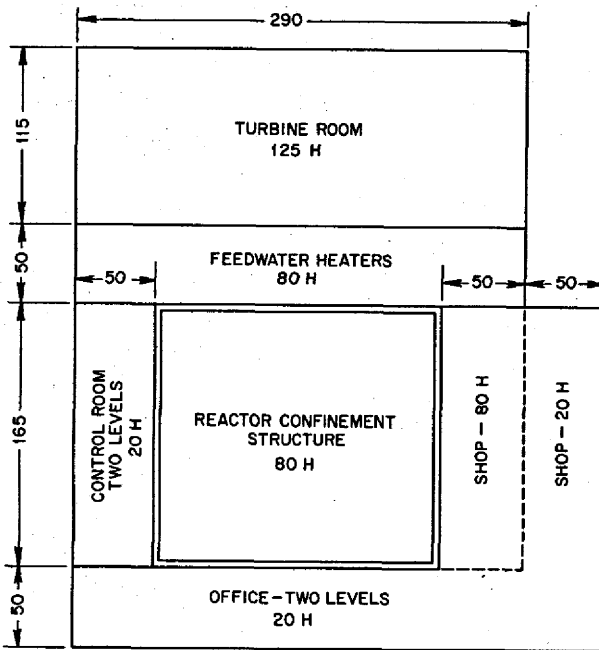 290
115
TURBINE ROOM
125 H
50
FEEDWATER HEATERS
80 H
50
50
50
165
CONTROL ROOM
TWO LEVELS
20 H
REACTOR CONFINEMENT
STRUCTURE
80 H
SHOP – 80 H
SHOP – 20 H
50
OFFICE – TWO LEVELS
20 H